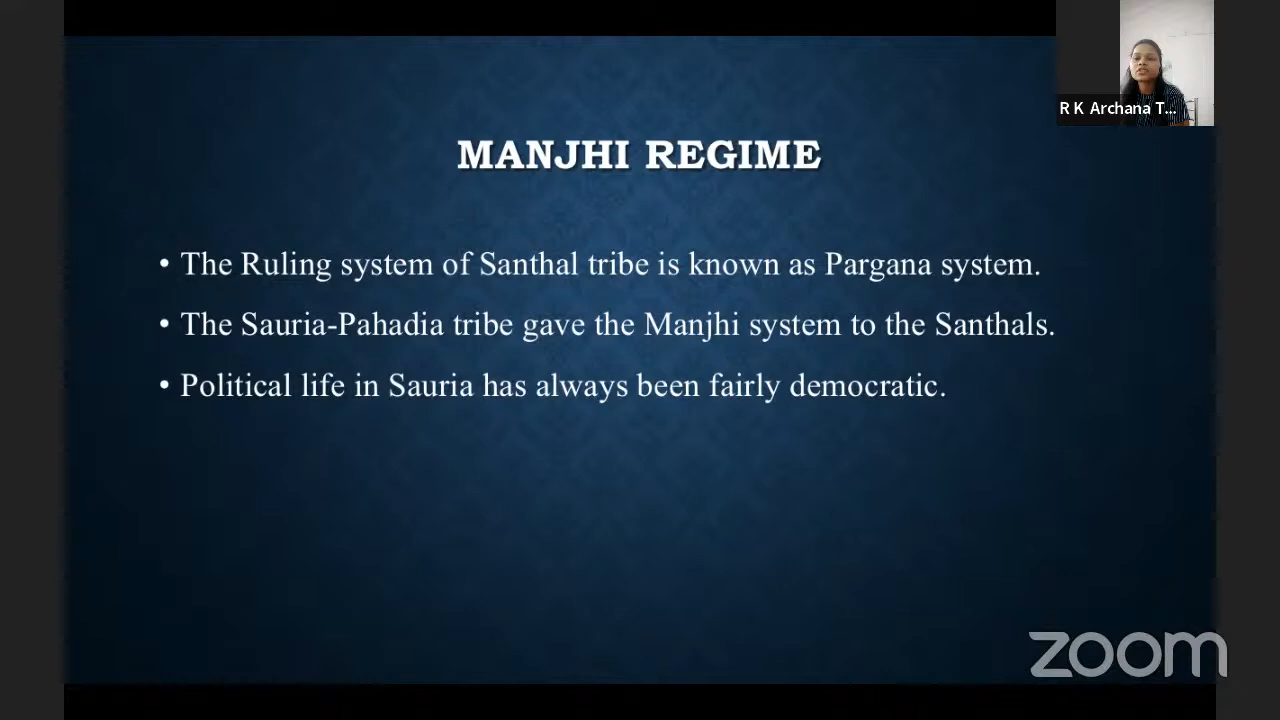 R K Archana T...
MANJHI REGIME
• The Ruling system of Santhal tribe is known as Pargana system.
• The Sauria-Pahadia tribe gave the Manjhi system to the Santhals.
• Political life in Sauria has always been fairly democratic.
zoom